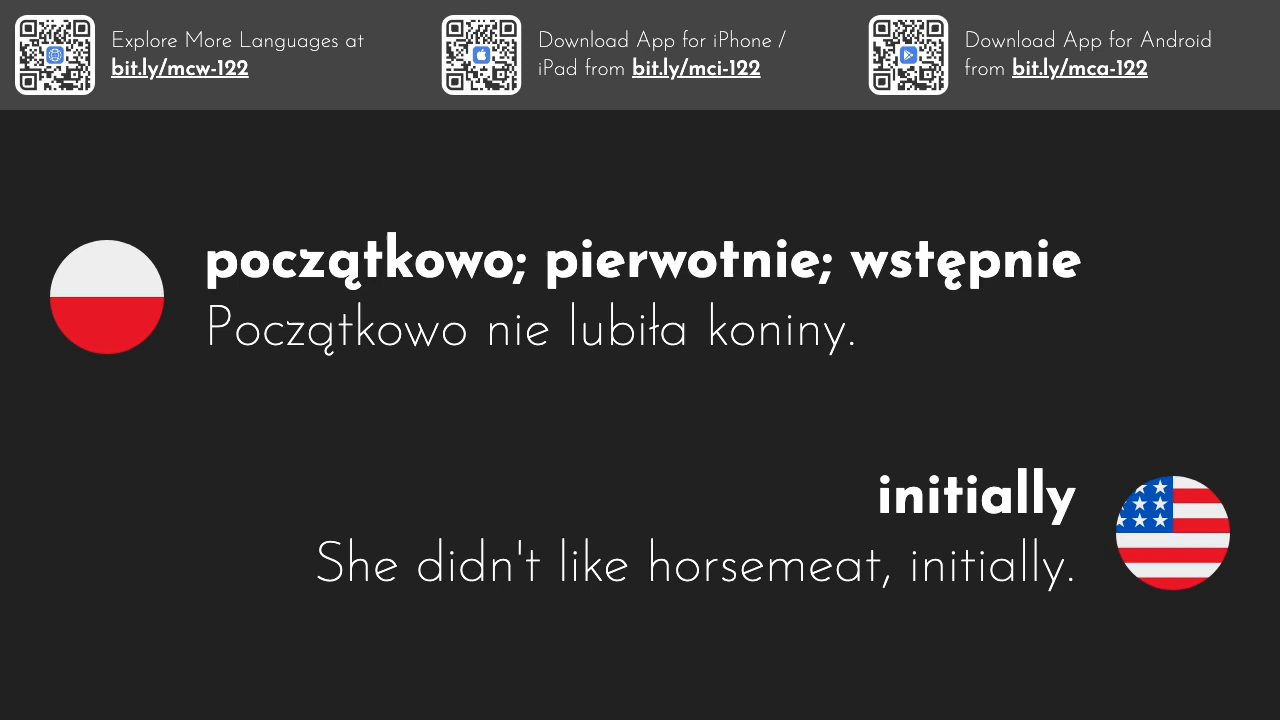 Explore More Languages at
bit.ly/mcw-122
Download App for iPhone /
iPad from bit.ly/mci-122
Download App for Android
from bit.ly/mca-122
początkowo; pierwotnie; wstępnie
Początkowo nie lubiła koniny.
initially
She didn't like horsemeat, initially.